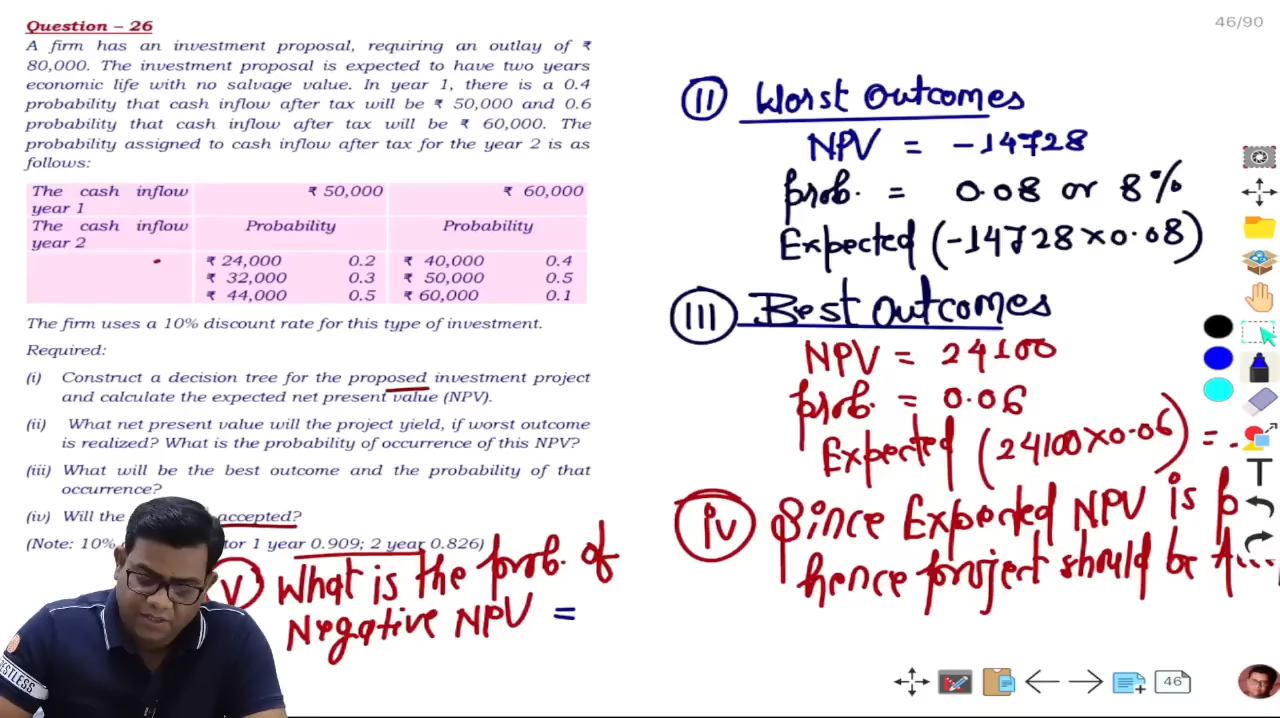 46/90
Question – 26
A firm has an investment proposal, requiring an outlay of ₹
80,000. The investment proposal is expected to have two years
economic life with no salvage value. In year 1, there is a 0.4
probability that cash inflow after tax will be ₹ 50,000 and 0.6
probability that cash inflow after tax will be ₹ 60,000. The
probability assigned to cash inflow after tax for the year 2 is as
follows:
The cash inflow year 1 ₹ 50,000 ₹ 60,000
The cash inflow year 2 Probability Probability
₹ 24,000 0.2 ₹ 40,000 0.4
₹ 32,000 0.3 ₹ 50,000 0.5
₹ 44,000 0.5 ₹ 60,000 0.1
The firm uses a 10% discount rate for this type of investment.
Required:
(i) Construct a decision tree for the proposed investment project
and calculate the expected net present value (NPV).
(ii) What net present value will the project yield, if worst outcome
is realized? What is the probability of occurrence of this NPV?
(iii) What will be the best outcome and the probability of that
occurrence?
(iv) Will the accepted?
(Note: 10% 1 year 0.909; 2 year 0.826)
V What is the prob. of
Negative NPV =
II Worst Outcomes
NPV = -14728
prob. = 0.08 or 8%
Expected (-14728×0.08)
III Best Outcomes
NPV = 24100
prob. = 0.06
Expected (24100×0.06) =
iv Since Expected NPV is
hence project should be
RESTLESS
T
46